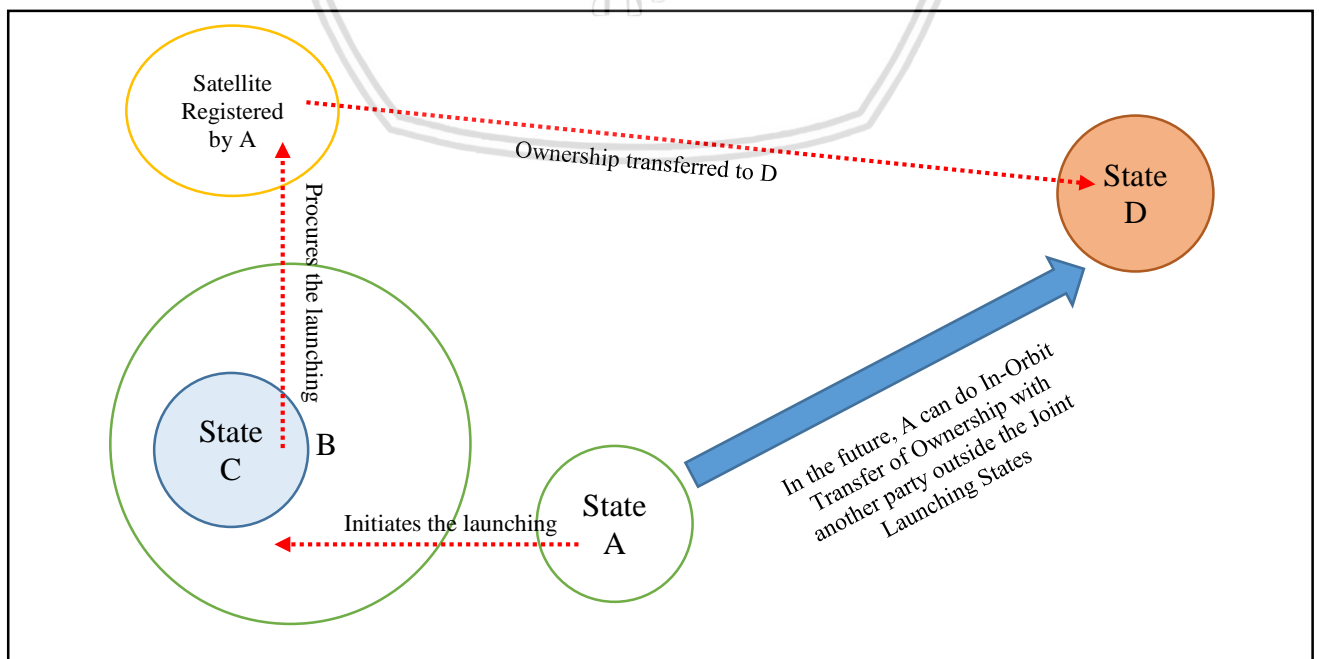 Satellite
Registered
by A
Ownership transferred to D
State
D
Procures the launching
State
C
B
Initiates the launching
State
A
In the future, A can do In-Orbit
Transfer of Ownership with
another party outside the Joint
Launching States